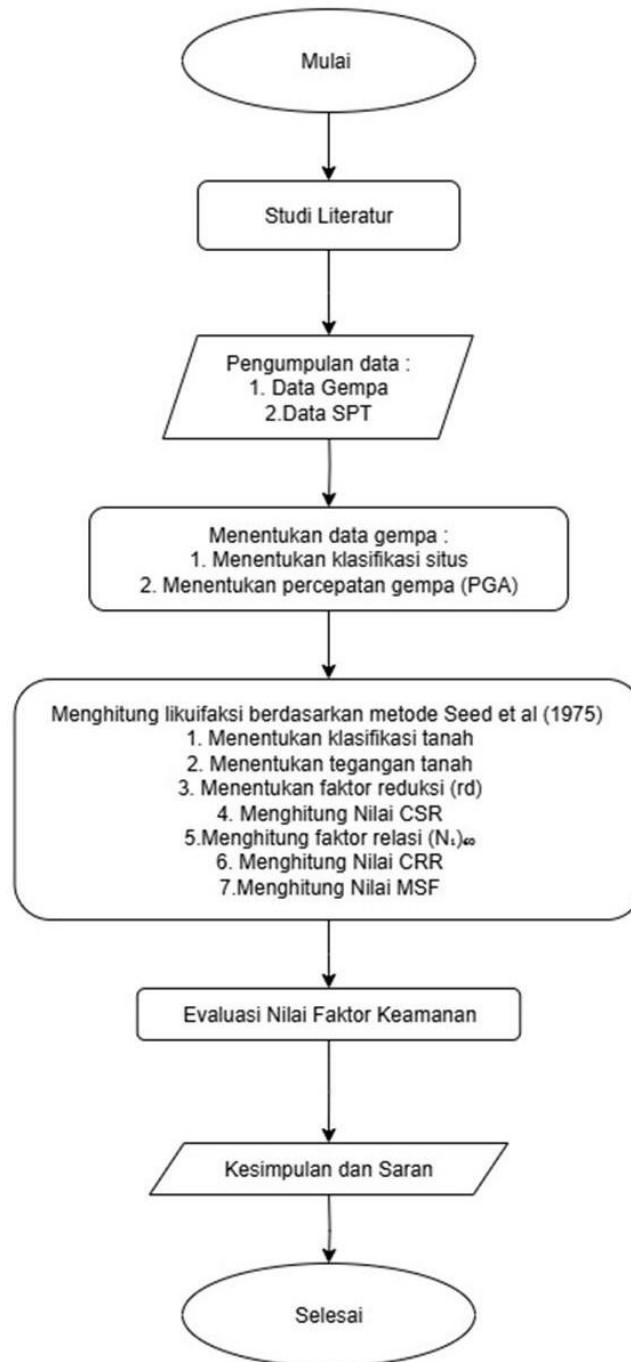 Mulai
Studi Literatur
Pengumpulan data :
1. Data Gempa
2.Data SPT
Menentukan data gempa :
1. Menentukan klasifikasi situs
2. Menentukan percepatan gempa (PGA)
Menghitung likuifaksi berdasarkan metode Seed et al (1975)
1. Menentukan klasifikasi tanah
2. Menentukan tegangan tanah
3. Menentukan faktor reduksi (rd)
4. Menghitung Nilai CSR
5.Menghitung faktor relasi (N₁)₆₀
6. Menghitung Nilai CRR
7.Menghitung Nilai MSF
Evaluasi Nilai Faktor Keamanan
Kesimpulan dan Saran
Selesai